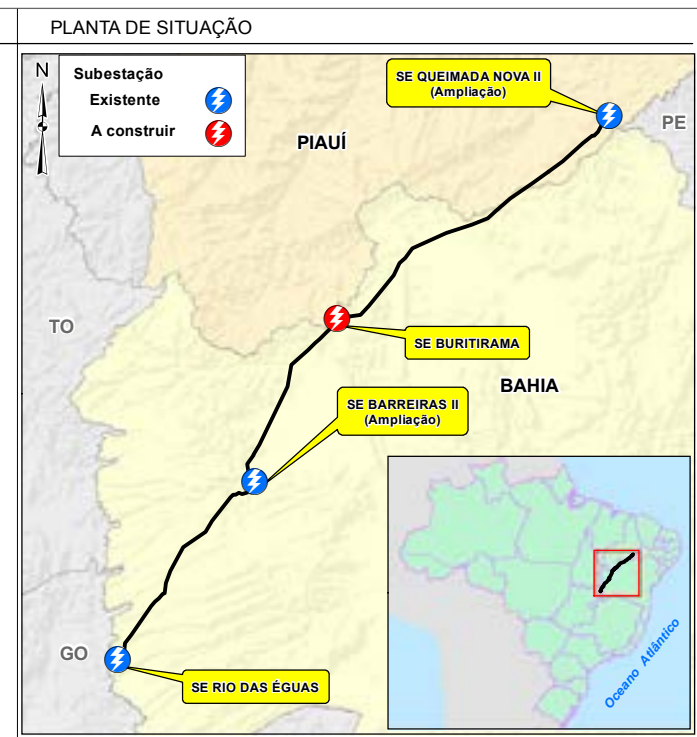 PLANTA DE SITUAÇÃO
N
Subestação
Existente
A construir
SE QUEIMADA NOVA II
(Ampliação)
PE
PIAUÍ
TO
SE BURITIRAMA
BAHIA
SE BARREIRAS II
(Ampliação)
GO
SE RIO DAS ÉGUAS
Oceano Atlântico